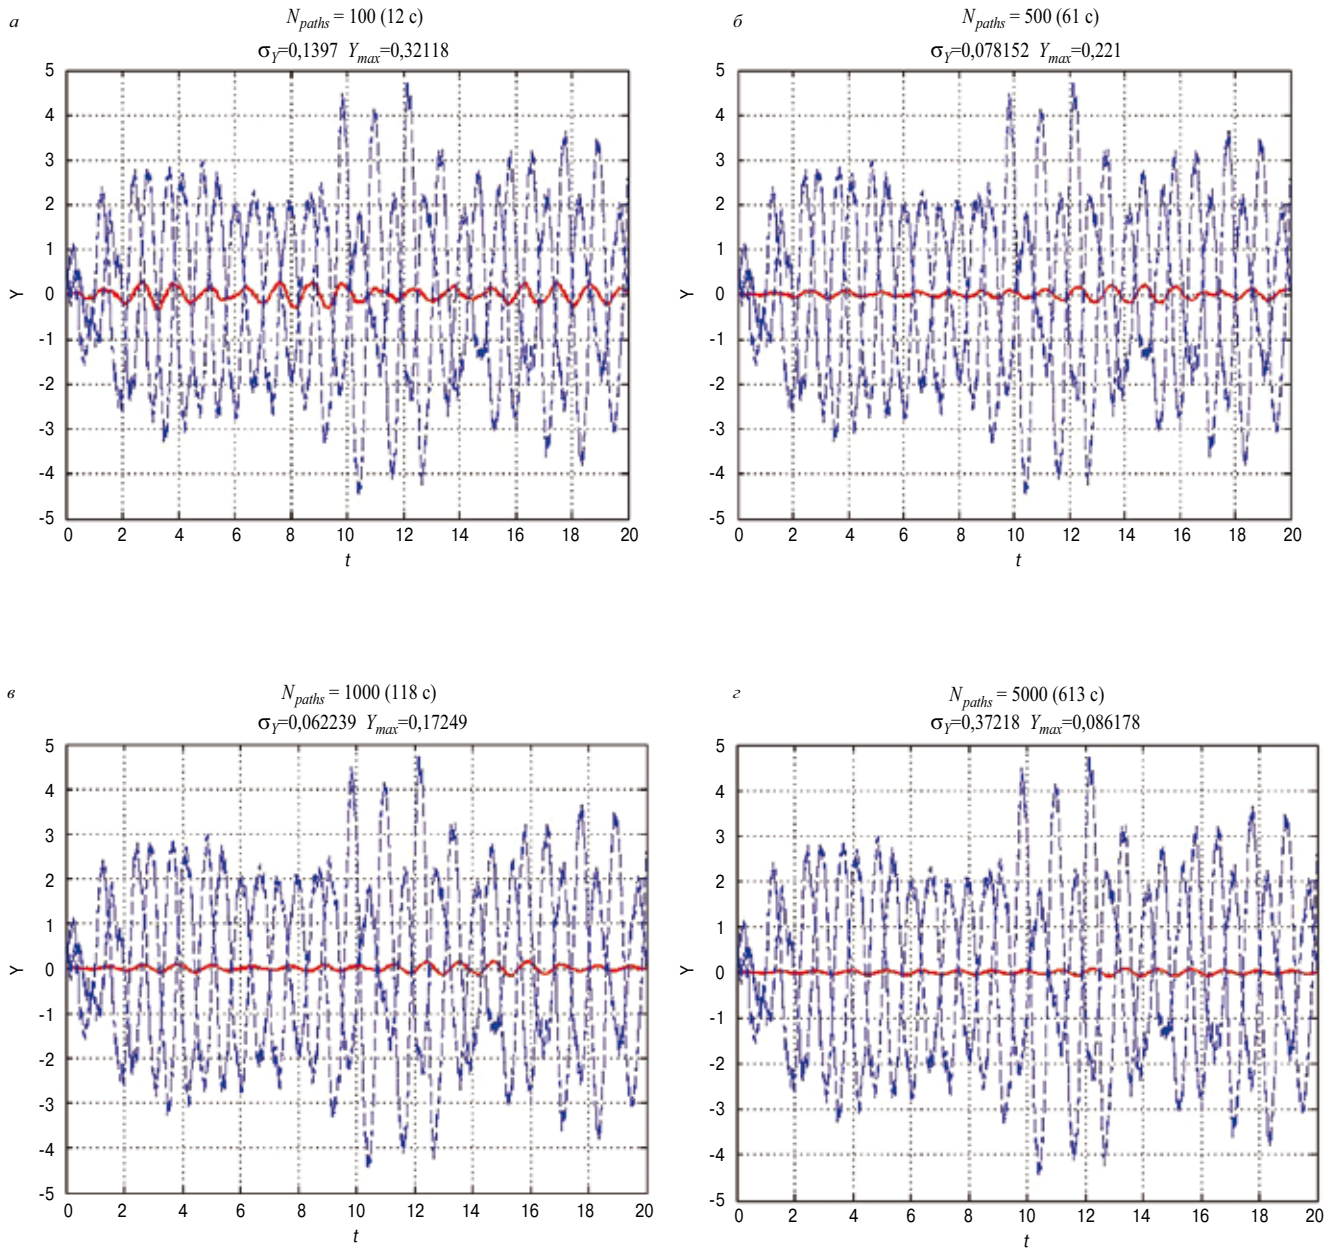 а
N_paths = 100 (12 с)
σ_Y=0,1397 Y_max=0,32118
5
4
3
2
1
0
-1
-2
-3
-4
-5
Y
0 2 4 6 8 10 12 14 16 18 20
t
б
N_paths = 500 (61 с)
σ_Y=0,078152 Y_max=0,221
5
4
3
2
1
0
-1
-2
-3
-4
-5
Y
0 2 4 6 8 10 12 14 16 18 20
t
в
N_paths = 1000 (118 с)
σ_Y=0,062239 Y_max=0,17249
5
4
3
2
1
0
-1
-2
-3
-4
-5
Y
0 2 4 6 8 10 12 14 16 18 20
t
г
N_paths = 5000 (613 с)
σ_Y=0,37218 Y_max=0,086178
5
4
3
2
1
0
-1
-2
-3
-4
-5
Y
0 2 4 6 8 10 12 14 16 18 20
t